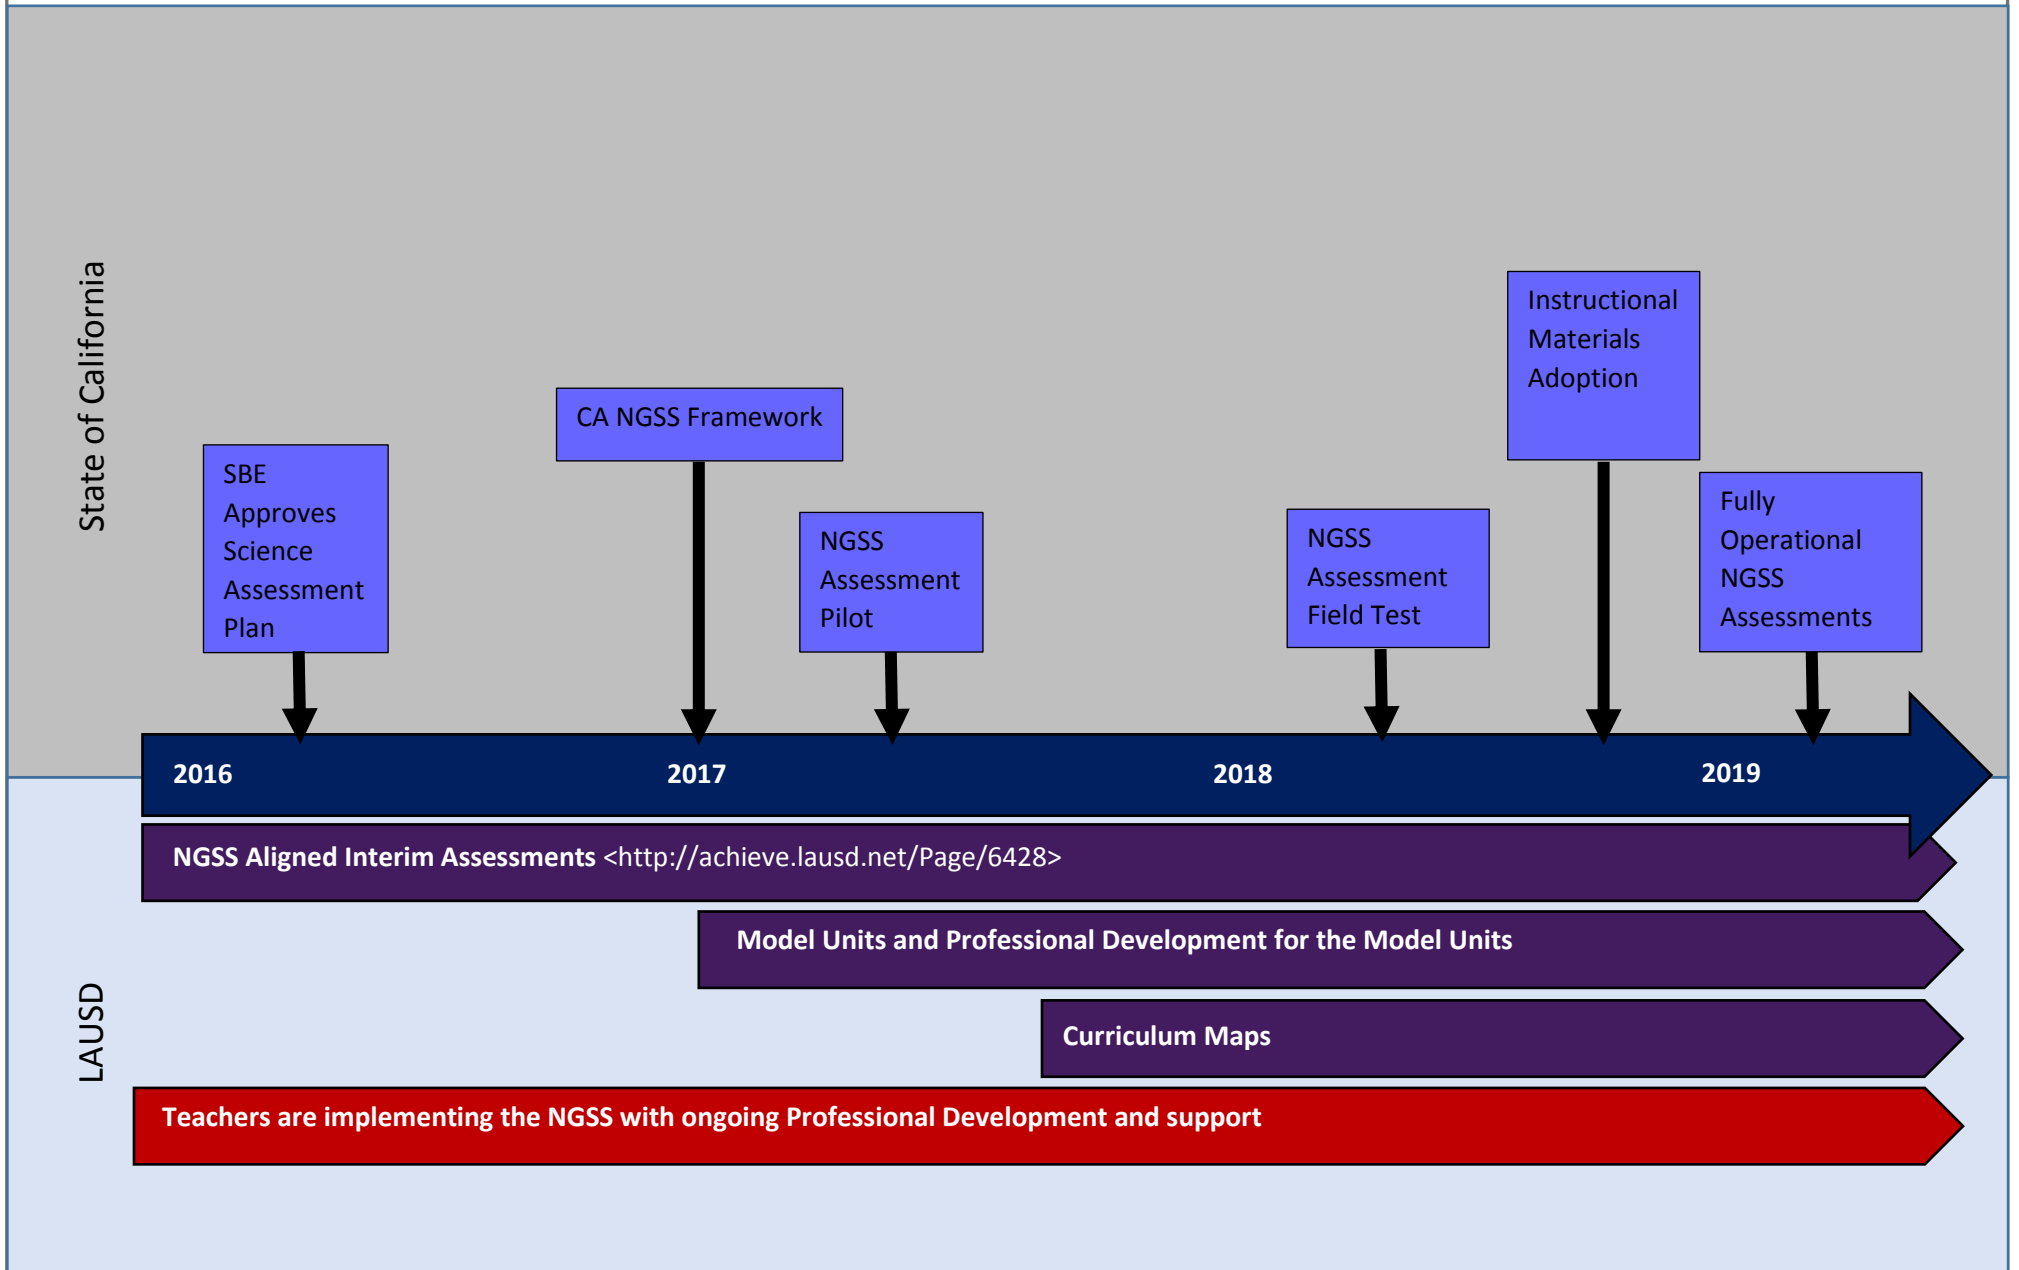 State of California
SBE
Approves
Science
Assessment
Plan
CA NGSS Framework
NGSS
Assessment
Pilot
NGSS
Assessment
Field Test
Instructional
Materials
Adoption
Fully
Operational
NGSS
Assessments
2016 2017 2018 2019
LAUSD
NGSS Aligned Interim Assessments <http://achieve.lausd.net/Page/6428>
Model Units and Professional Development for the Model Units
Curriculum Maps
Teachers are implementing the NGSS with ongoing Professional Development and support